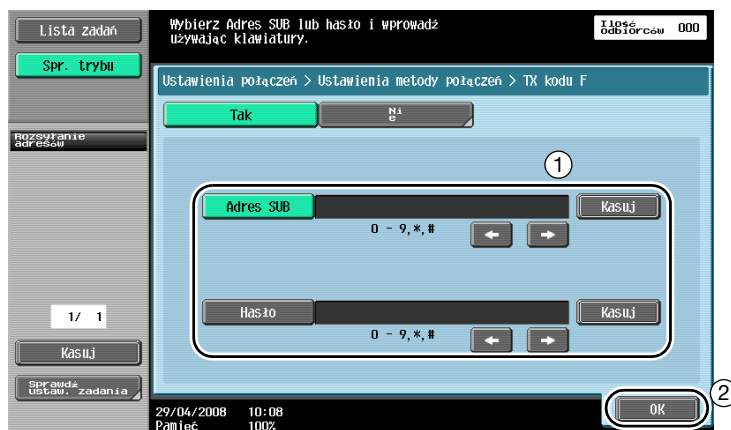 Lista zadań
Wybierz Adres SUB lub hasło i wprowadź
używając klawiatury.
Ilość
odbiorców 000
Spr. trybu
Ustawienia połączeń > Ustawienia metody połączeń > TX kodu F
Tak
Ni
e
Rozsyłanie
adresów
1
Adres SUB
Kasuj
0 - 9,*,#
← →
Hasło
Kasuj
0 - 9,*,#
← →
1/ 1
Kasuj
Sprawdź
ustaw. zadania
OK
2
29/04/2008 10:08
Pamięć 100%